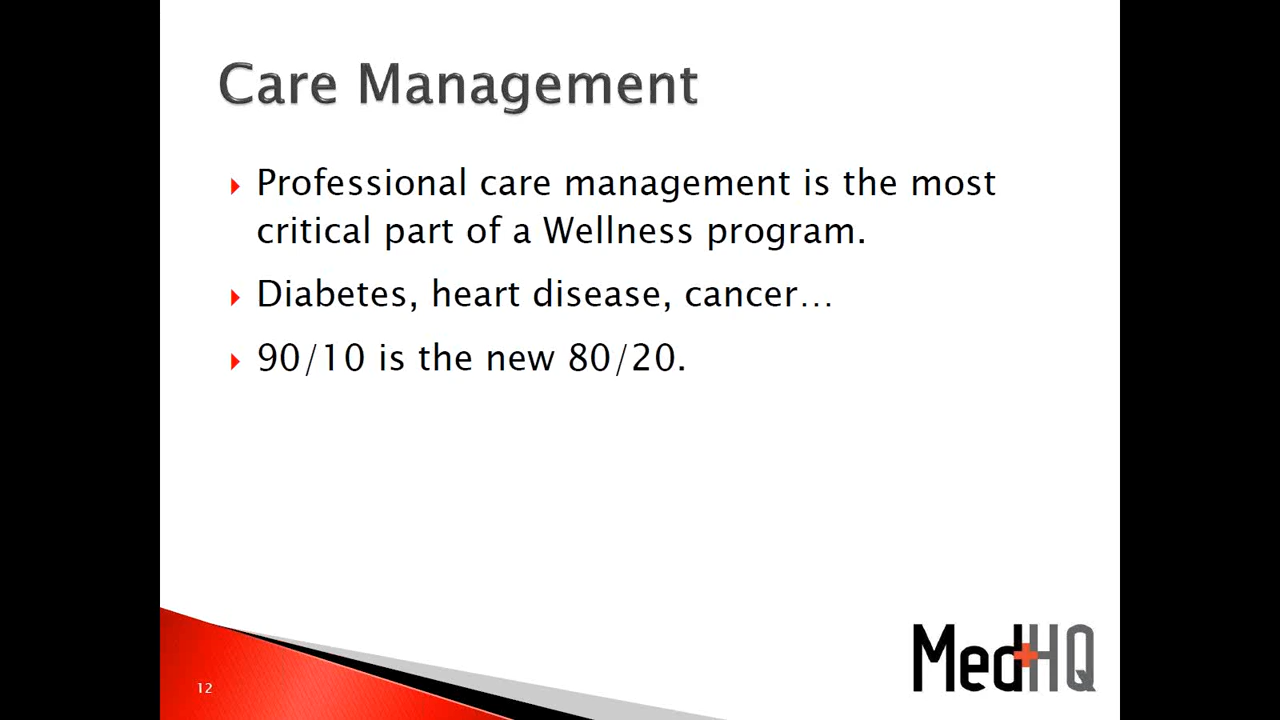 Care Management
Professional care management is the most
critical part of a Wellness program.
Diabetes, heart disease, cancer…
90/10 is the new 80/20.
MedHQ
12